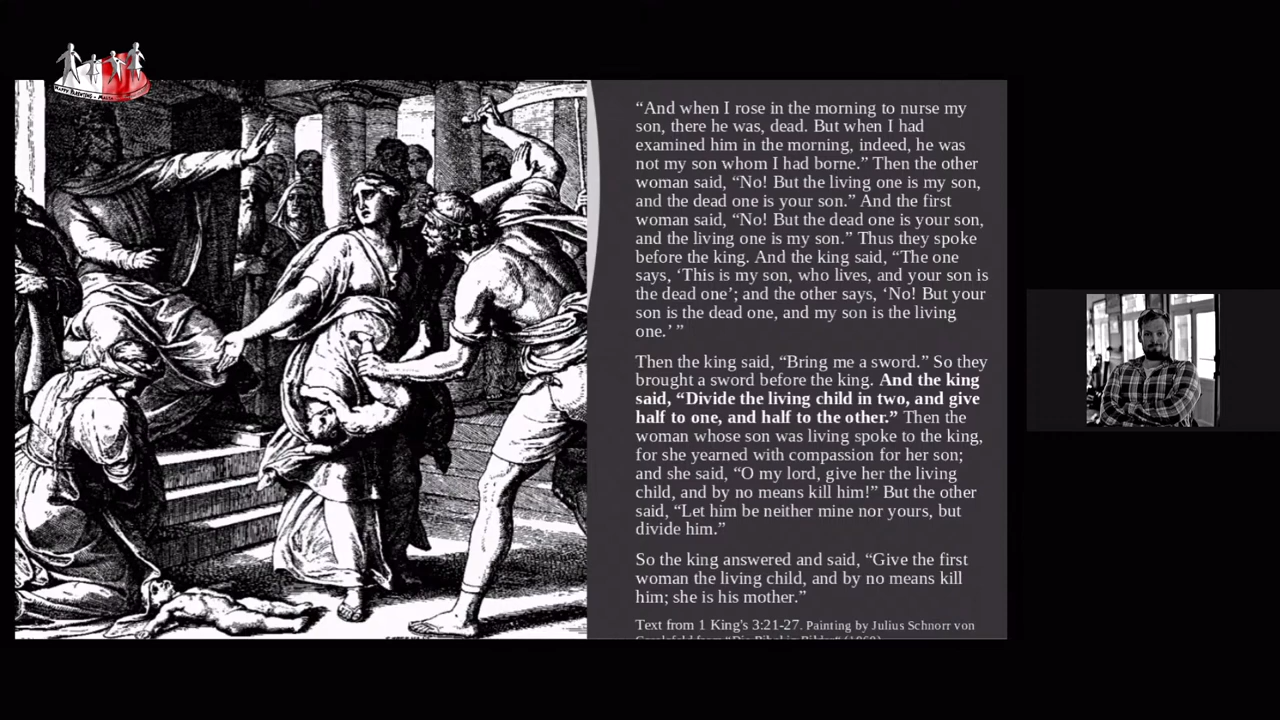 HAPPY PARENTING - MALTA
“And when I rose in the morning to nurse my
son, there he was, dead. But when I had
examined him in the morning, indeed, he was
not my son whom I had borne.” Then the other
woman said, “No! But the living one is my son,
and the dead one is your son.” And the first
woman said, “No! But the dead one is your son,
and the living one is my son.” Thus they spoke
before the king. And the king said, “The one
says, ‘This is my son, who lives, and your son is
the dead one’; and the other says, ‘No! But your
son is the dead one, and my son is the living
one.’ ”
Then the king said, “Bring me a sword.” So they
brought a sword before the king. And the king
said, “Divide the living child in two, and give
half to one, and half to the other.” Then the
woman whose son was living spoke to the king,
for she yearned with compassion for her son;
and she said, “O my lord, give her the living
child, and by no means kill him!” But the other
said, “Let him be neither mine nor yours, but
divide him.”
So the king answered and said, “Give the first
woman the living child, and by no means kill
him; she is his mother.”
Text from 1 King's 3:21-27. Painting by Julius Schnorr von